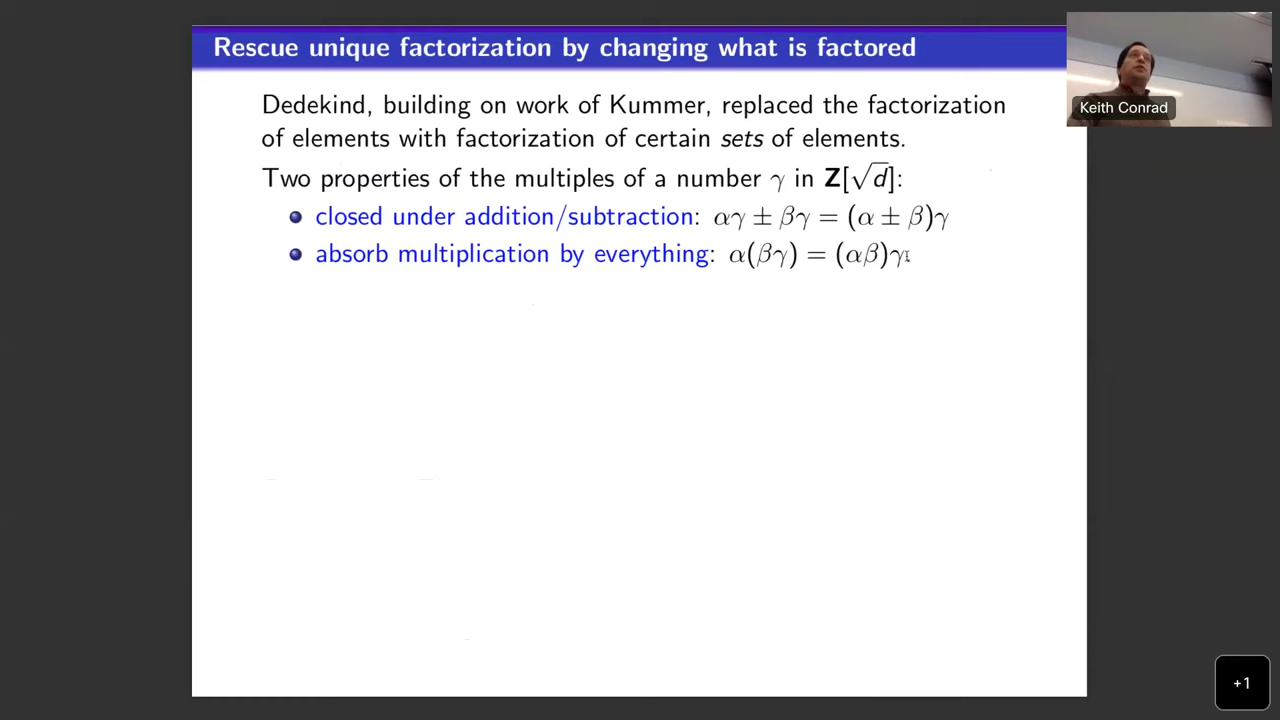 Rescue unique factorization by changing what is factored
Keith Conrad
Dedekind, building on work of Kummer, replaced the factorization
of elements with factorization of certain sets of elements.
Two properties of the multiples of a number γ in Z[√d]:
closed under addition/subtraction: αγ ± βγ = (α ± β)γ
absorb multiplication by everything: α(βγ) = (αβ)γ
+1